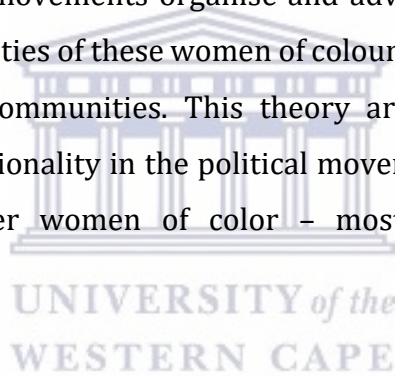 movements organise and adv
ties of these women of colour
ommunities. This theory ar
ionality in the political mover
er women of color – most
UNIVERSITY of the
WESTERN CAPE